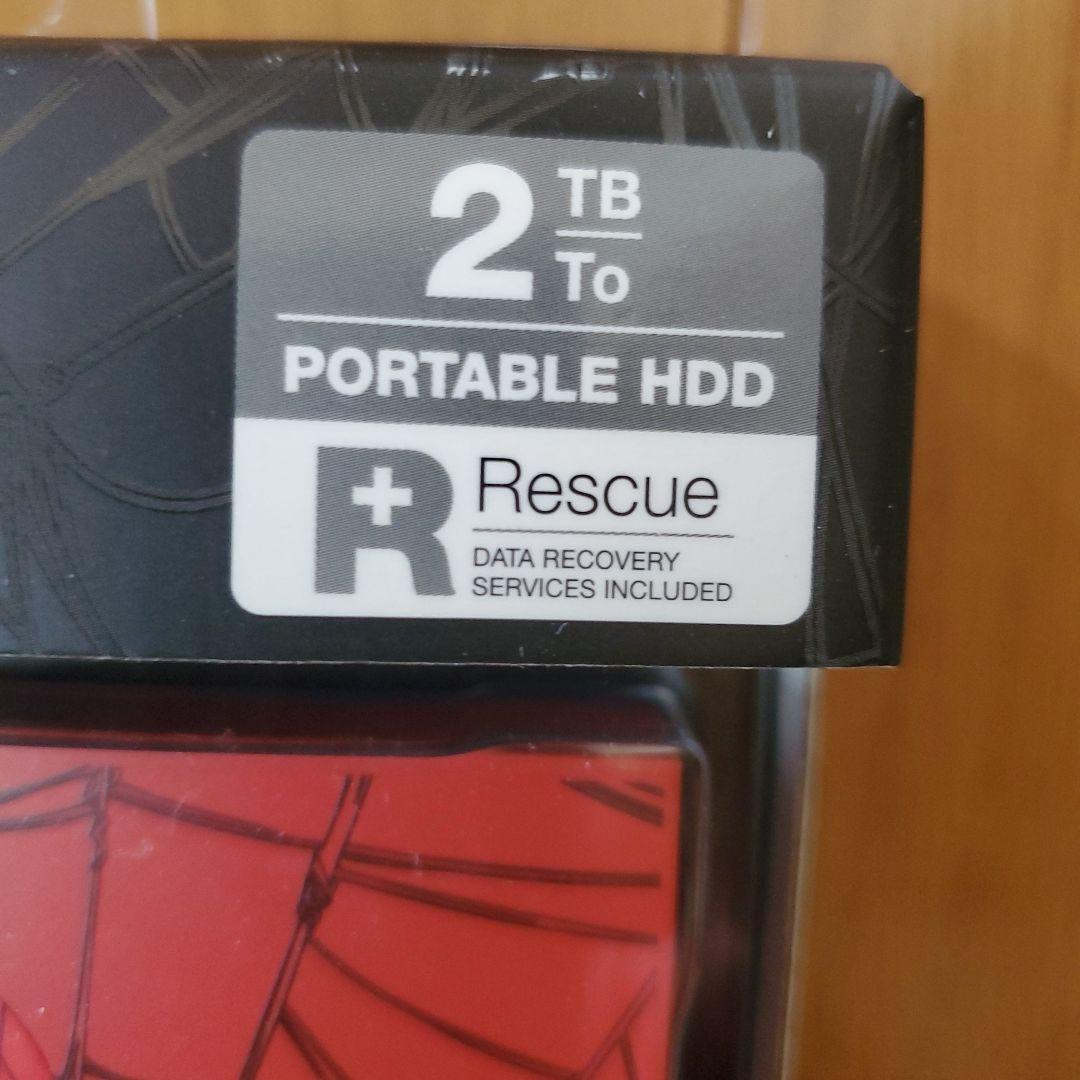 2 TB
To
PORTABLE HDD
R Rescue
DATA RECOVERY
SERVICES INCLUDED